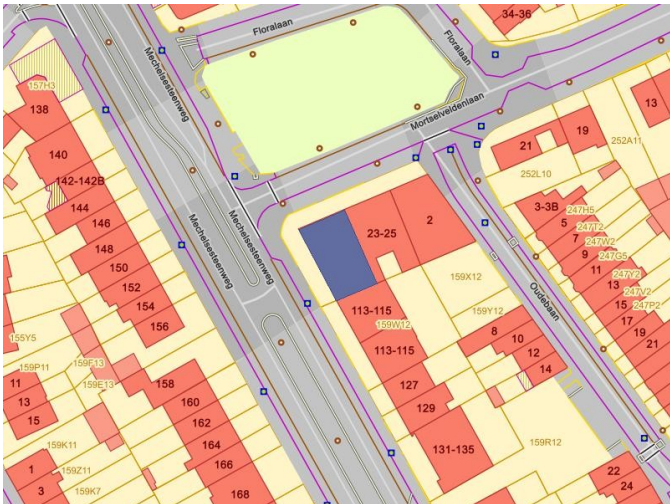 34-36
Floralaan
Floralaan
Mechelsesteenweg
157H3
138
Mortselveldenlaan
13
19
21
252A11
140
252L10
142-142B
144
3-3B
247H5
146
5
247T2
23-25
2
7
247W2
148
9
247G5
150
11
247Y2
Mechelsesteenweg
Mechelsesteenweg
152
159X12
13
247V2
154
Oudebaan
15
247P2
156
113-115
159Y12
17
159W12
8
19
155Y5
10
21
113-115
12
159P11
159F13
14
11
158
159E13
127
13
160
129
15
162
159K11
164
131-135
159R12
1
159Z11
166
22
3
159K7
168
24